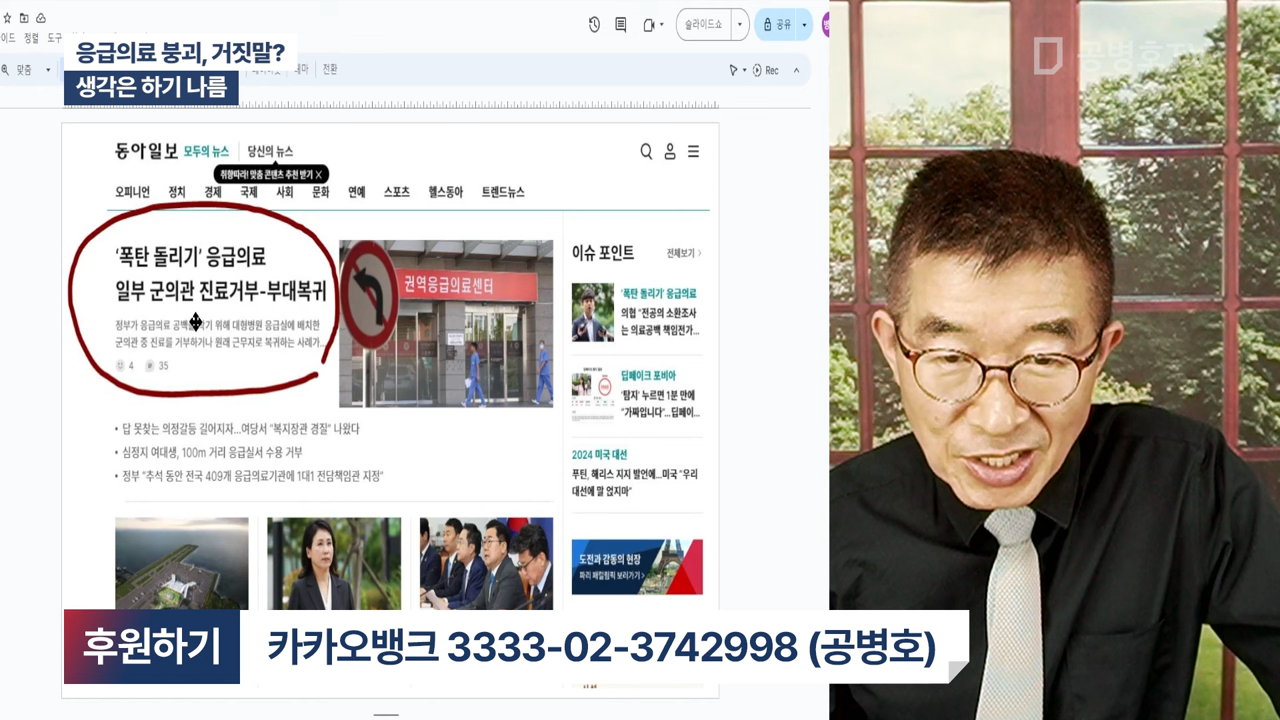 이드 정렬 도구
슬라이드쇼
공유
응급의료 붕괴, 거짓말?
생각은 하기 나름
맞춤
테마
전환
Rec
공병호TV
동아일보 모두의 뉴스 당신의 뉴스
취향따라! 맞춤 콘텐츠 추천 받기 X
오피니언 정치 경제 국제 사회 문화 연예 스포츠 헬스동아 트렌드뉴스
‘폭탄 돌리기’ 응급의료
일부 군의관 진료거부-부대복귀
정부가 응급의료 공백 위해 대형병원 응급실에 배치한
군의관 중 진료를 거부하거나 원래 근무지로 복귀하는 사례가...
4 35
권역응급의료센터
이슈 포인트 전체보기 >
‘폭탄 돌리기’ 응급의료
의협 “전공의 소환조사
는 의료공백 책임전가...
딥페이크 포비아
‘탐지’ 누르면 1분 만에
“가짜입니다”...딥페이...
2024 미국 대선
푸틴, 해리스 지지 발언에...미국 “우리
대선에 말 얹지마”
• 답 못찾는 의정갈등 길어지자...여당서 “복지장관 경질” 나왔다
• 심정지 여대생, 100m 거리 응급실서 수용 거부
• 정부 “추석 동안 전국 409개 응급의료기관에 1대1 전담책임관 지정”
도전과 감동의 현장
파리 패럴림픽 보러가기>
후원하기
카카오뱅크 3333-02-3742998 (공병호)